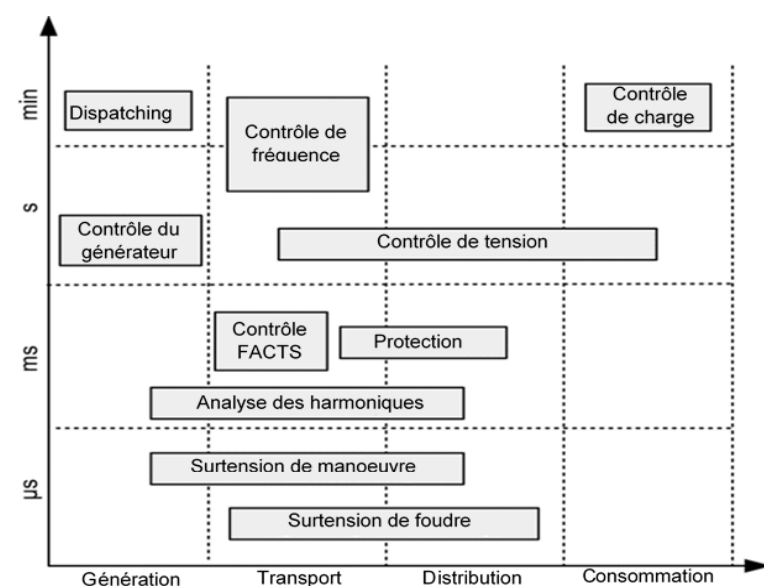 min
Dispatching
Contrôle de
fréquence
Contrôle
de charge
s
Contrôle du
générateur
Contrôle de tension
ms
Contrôle
FACTS
Protection
Analyse des harmoniques
µs
Surtension de manoeuvre
Surtension de foudre
Génération
Transport
Distribution
Consommation